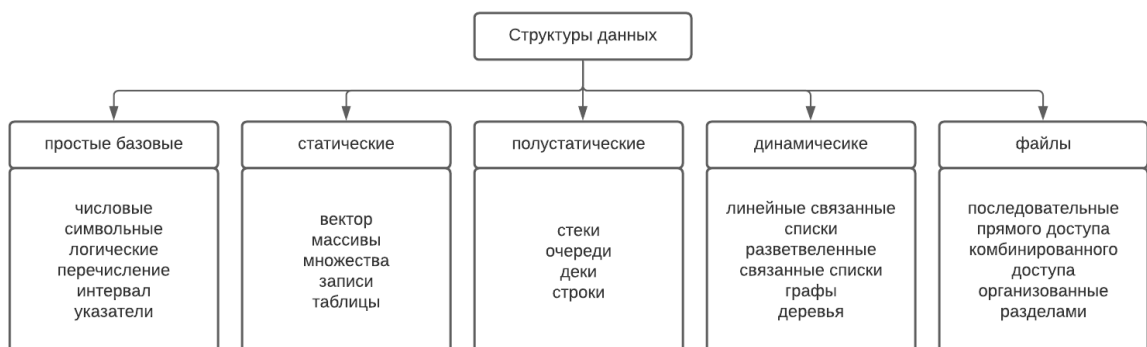 Структуры данных
простые базовые
статические
полустатические
динамичесике
файлы
числовые
символьные
логические
перечисление
интервал
указатели
вектор
массивы
множества
записи
таблицы
стеки
очереди
деки
строки
линейные связанные
списки
разветвеленные
связанные списки
графы
деревья
последовательные
прямого доступа
комбинированного
доступа
организованные
разделами